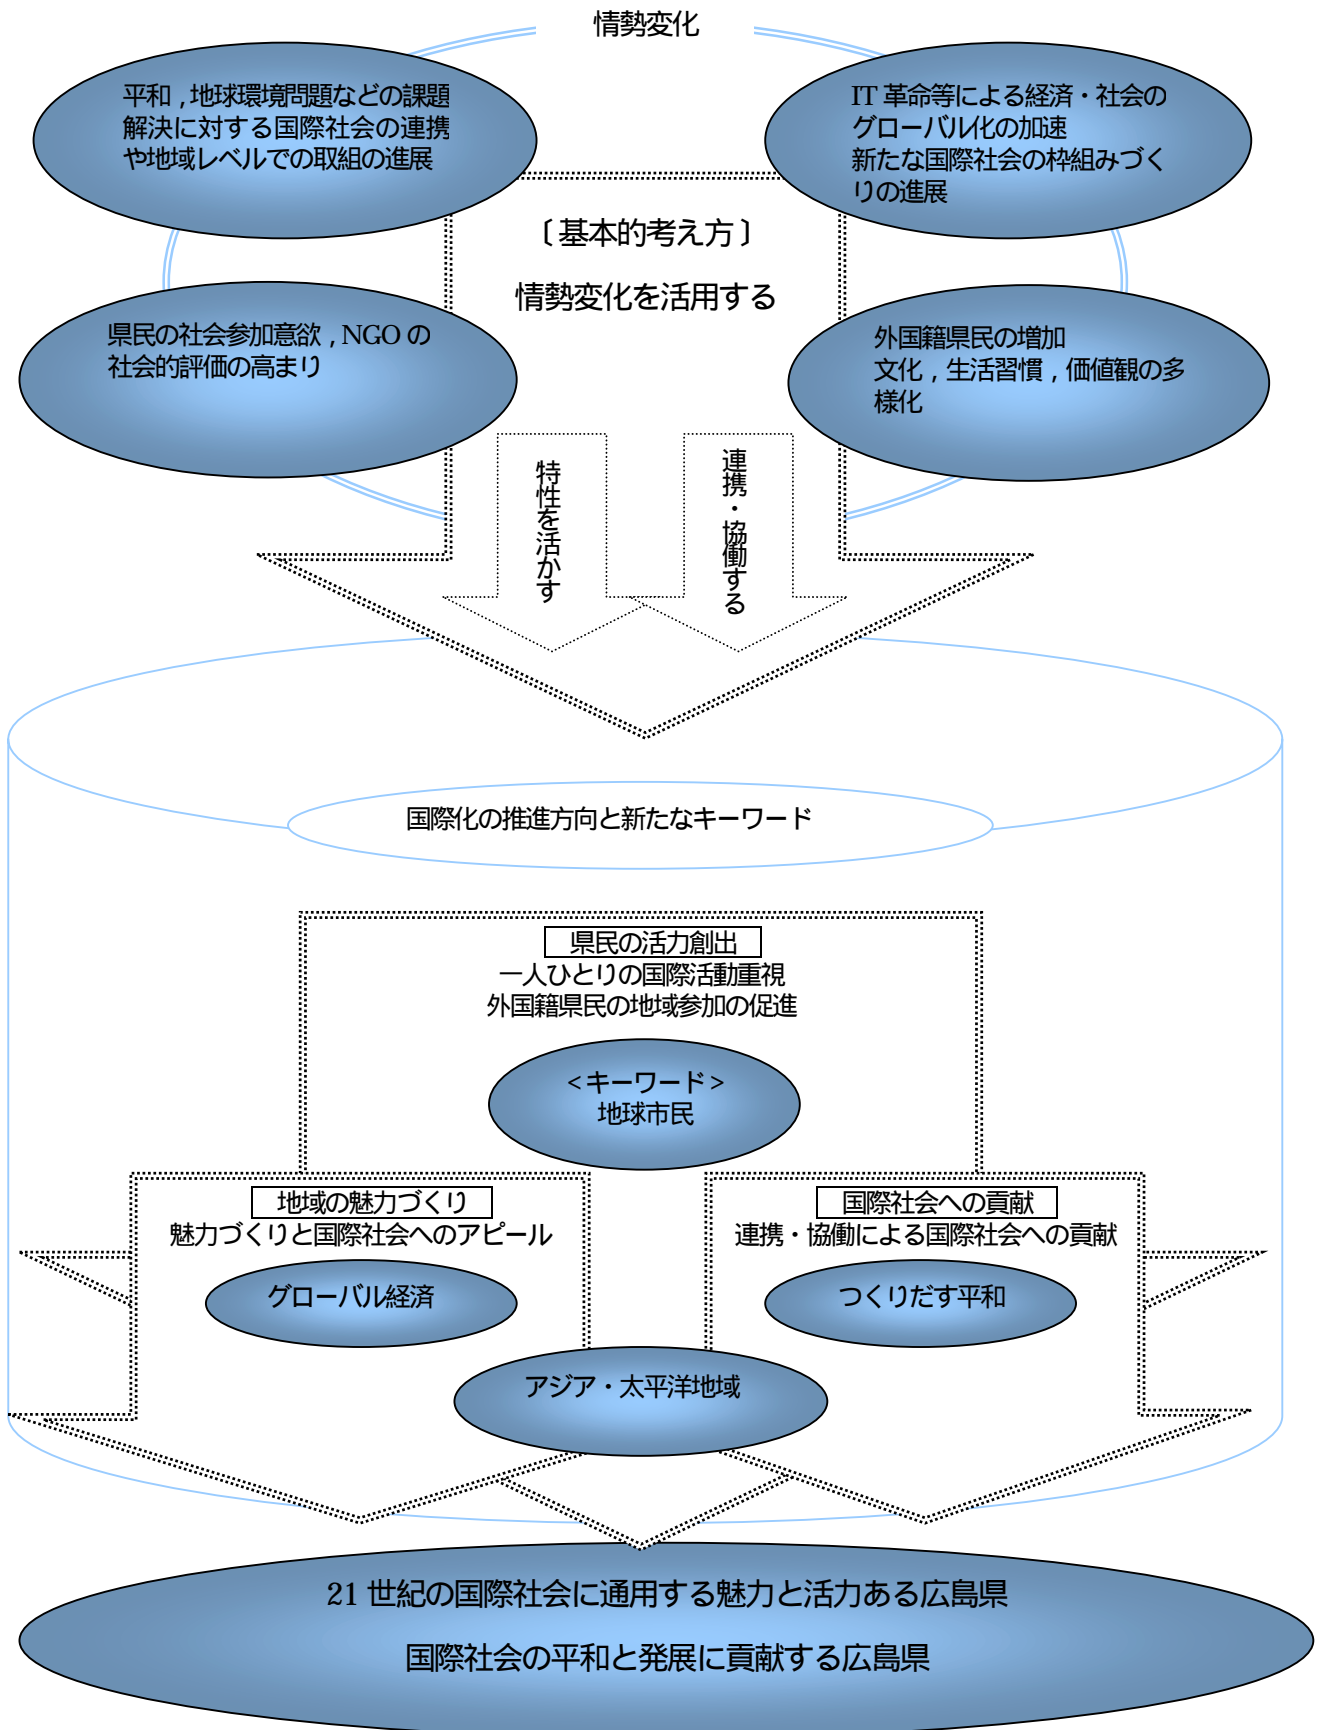 情勢変化
平和，地球環境問題などの課題
解決に対する国際社会の連携
や地域レベルでの取組の進展
IT 革命等による経済・社会の
グローバル化の加速
新たな国際社会の枠組みづく
りの進展
〔基本的考え方〕
情勢変化を活用する
県民の社会参加意欲，NGO の
社会的評価の高まり
外国籍県民の増加
文化，生活習慣，価値観の多
様化
特性を活かす
連携・協働する
国際化の推進方向と新たなキーワード
県民の活力創出
一人ひとりの国際活動重視
外国籍県民の地域参加の促進
<キーワード>
地球市民
地域の魅力づくり
魅力づくりと国際社会へのアピール
グローバル経済
国際社会への貢献
連携・協働による国際社会への貢献
つくりだす平和
アジア・太平洋地域
21 世紀の国際社会に通用する魅力と活力ある広島県
国際社会の平和と発展に貢献する広島県